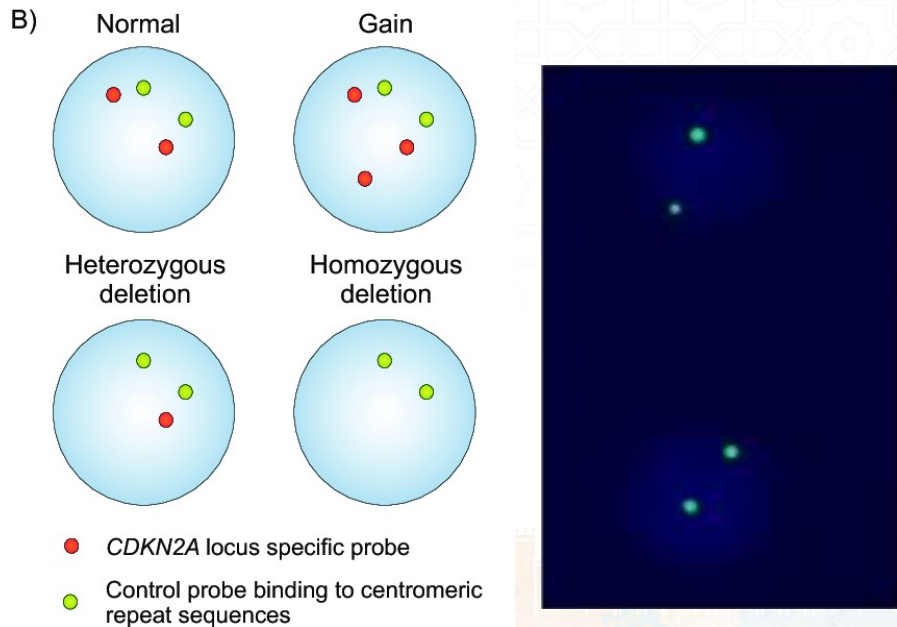 B)
Normal
Gain
Heterozygous
deletion
Homozygous
deletion
CDKN2A locus specific probe
Control probe binding to centromeric
repeat sequences